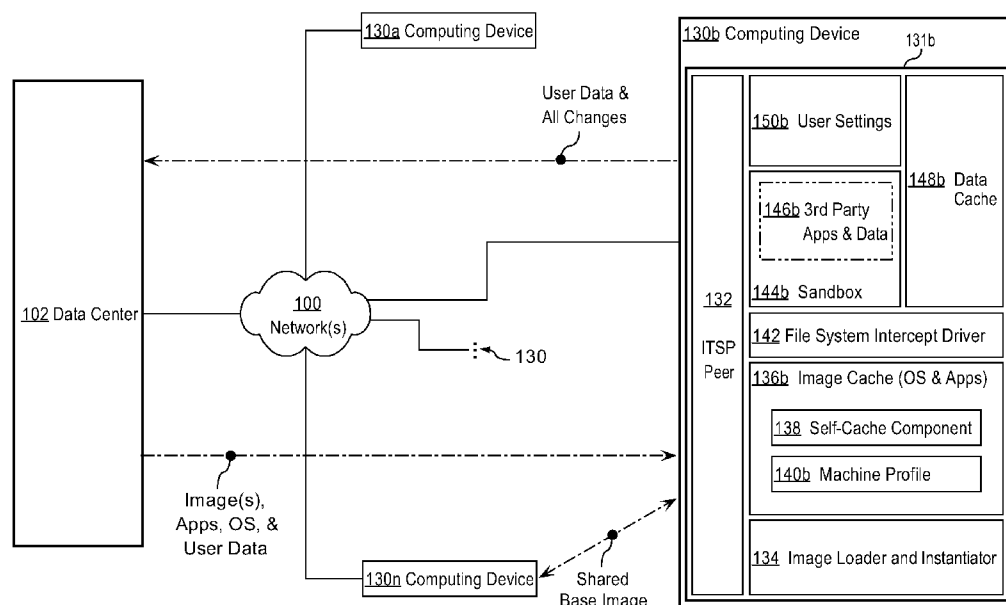 130a Computing Device
130b Computing Device
131b
User Data &
All Changes
150b User Settings
148b Data
Cache
146b 3rd Party
Apps & Data
144b Sandbox
132
ITSP
Peer
102 Data Center
100
Network(s)
130
142 File System Intercept Driver
136b Image Cache (OS & Apps)
138 Self-Cache Component
140b Machine Profile
Image(s),
Apps, OS, &
User Data
134 Image Loader and Instantiator
130n Computing Device
Shared
Base Image